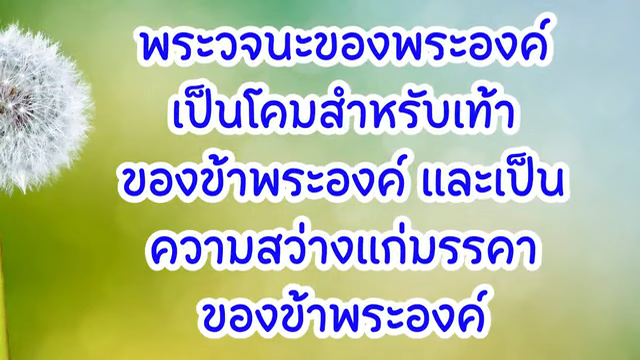 พระวจนะของพระองค์
เป็นโคมสำหรับเท้า
ของข้าพระองค์ และเป็น
ความสว่างแก่มรรคา
ของข้าพระองค์